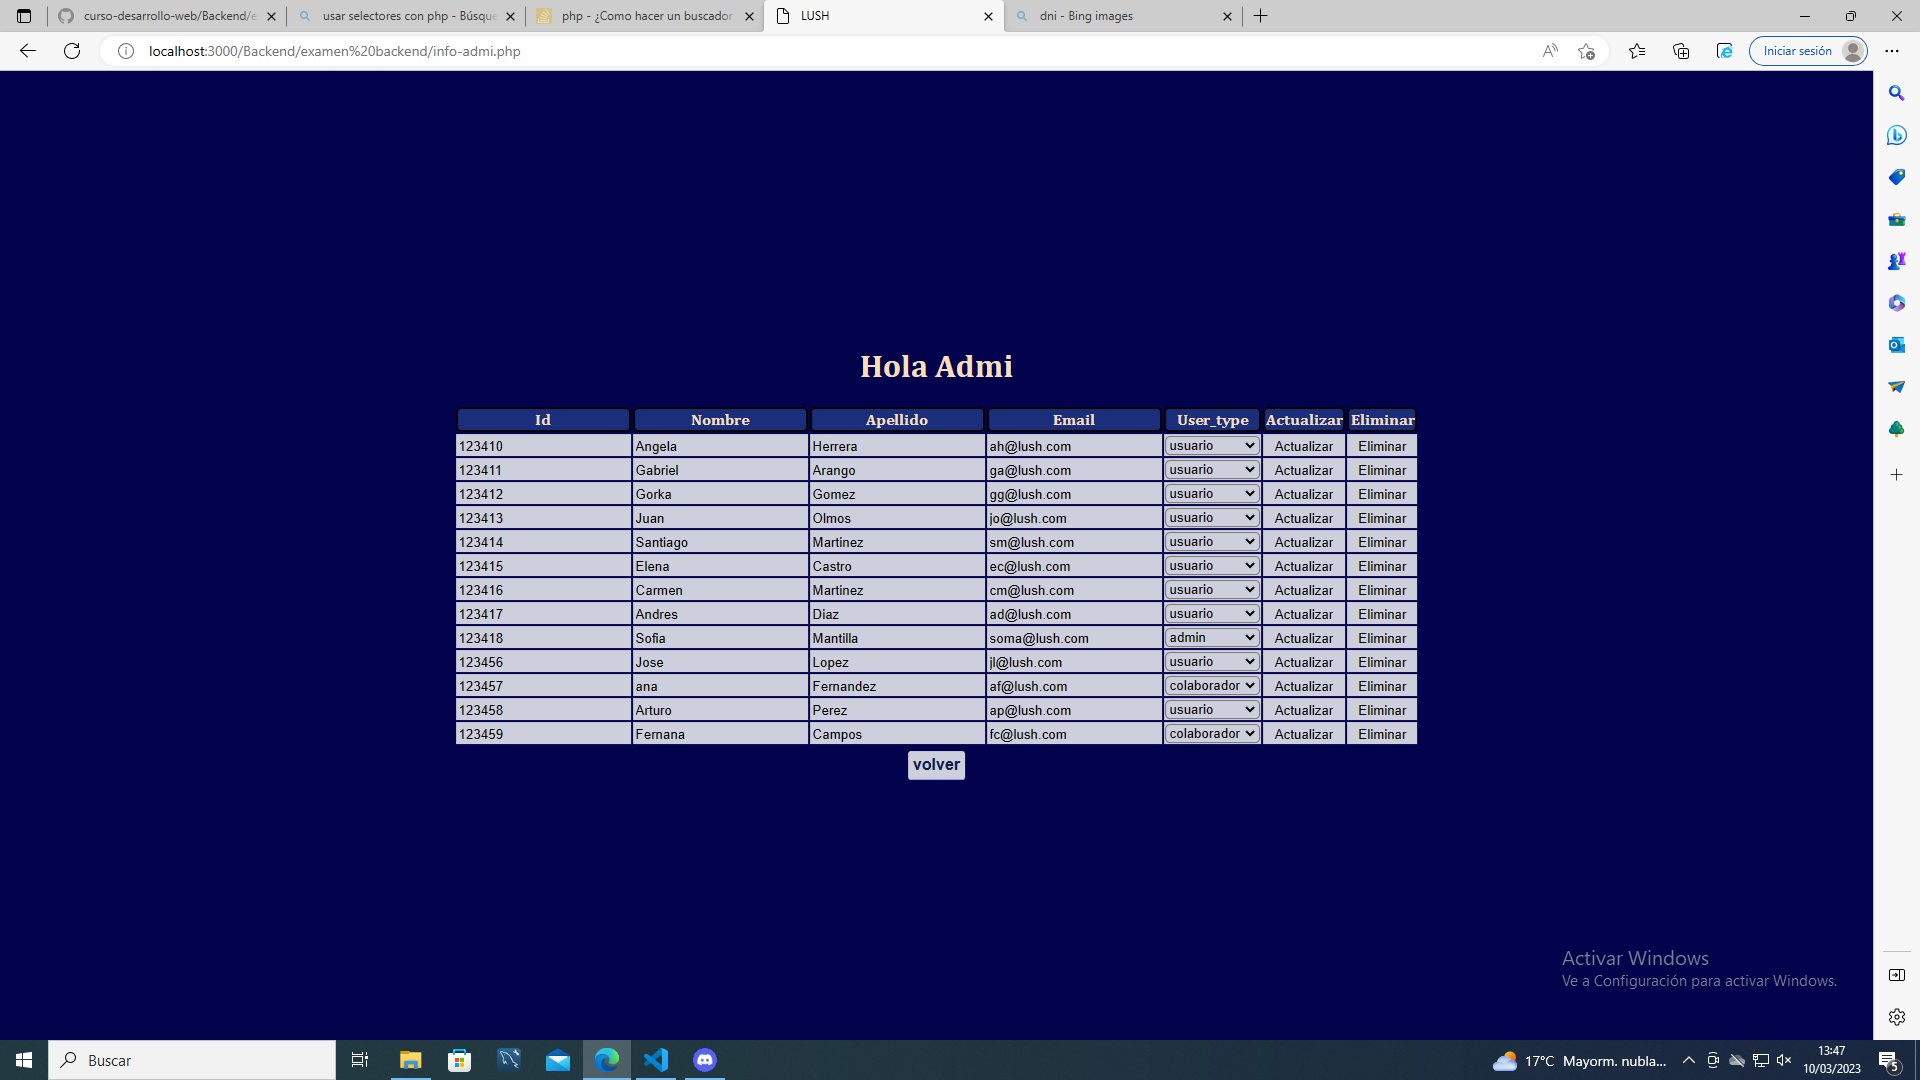 curso-desarrollo-web/Backend/e
usar selectores con php - Búsque
php - ¿Como hacer un buscador
LUSH
dni - Bing images
localhost:3000/Backend/examen%20backend/info-admi.php
Iniciar sesión
Hola Admi
Id Nombre Apellido Email User_type Actualizar Eliminar
123410 Angela Herrera ah@lush.com usuario Actualizar Eliminar
123411 Gabriel Arango ga@lush.com usuario Actualizar Eliminar
123412 Gorka Gomez gg@lush.com usuario Actualizar Eliminar
123413 Juan Olmos jo@lush.com usuario Actualizar Eliminar
123414 Santiago Martinez sm@lush.com usuario Actualizar Eliminar
123415 Elena Castro ec@lush.com usuario Actualizar Eliminar
123416 Carmen Martinez cm@lush.com usuario Actualizar Eliminar
123417 Andres Diaz ad@lush.com usuario Actualizar Eliminar
123418 Sofia Mantilla soma@lush.com admin Actualizar Eliminar
123456 Jose Lopez jl@lush.com usuario Actualizar Eliminar
123457 ana Fernandez af@lush.com colaborador Actualizar Eliminar
123458 Arturo Perez ap@lush.com usuario Actualizar Eliminar
123459 Fernana Campos fc@lush.com colaborador Actualizar Eliminar
volver
Activar Windows
Ve a Configuración para activar Windows.
Buscar
17°C Mayorm. nubla...
13:47
10/03/2023
5